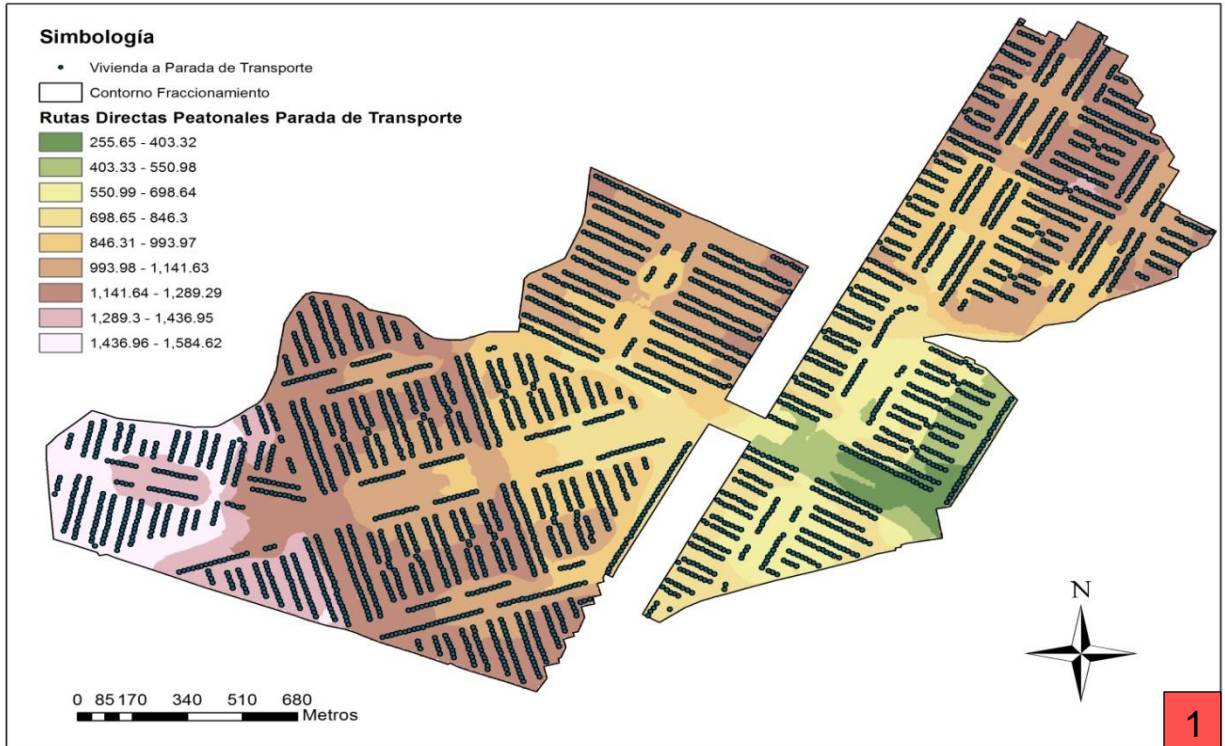 Simbología
Vivienda a Parada de Transporte
Contorno Fraccionamiento
Rutas Directas Peatonales Parada de Transporte
255.65 - 403.32
403.33 - 550.98
550.99 - 698.64
698.65 - 846.3
846.31 - 993.97
993.98 - 1,141.63
1,141.64 - 1,289.29
1,289.3 - 1,436.95
1,436.96 - 1,584.62
N
0 85 170 340 510 680
Metros
1